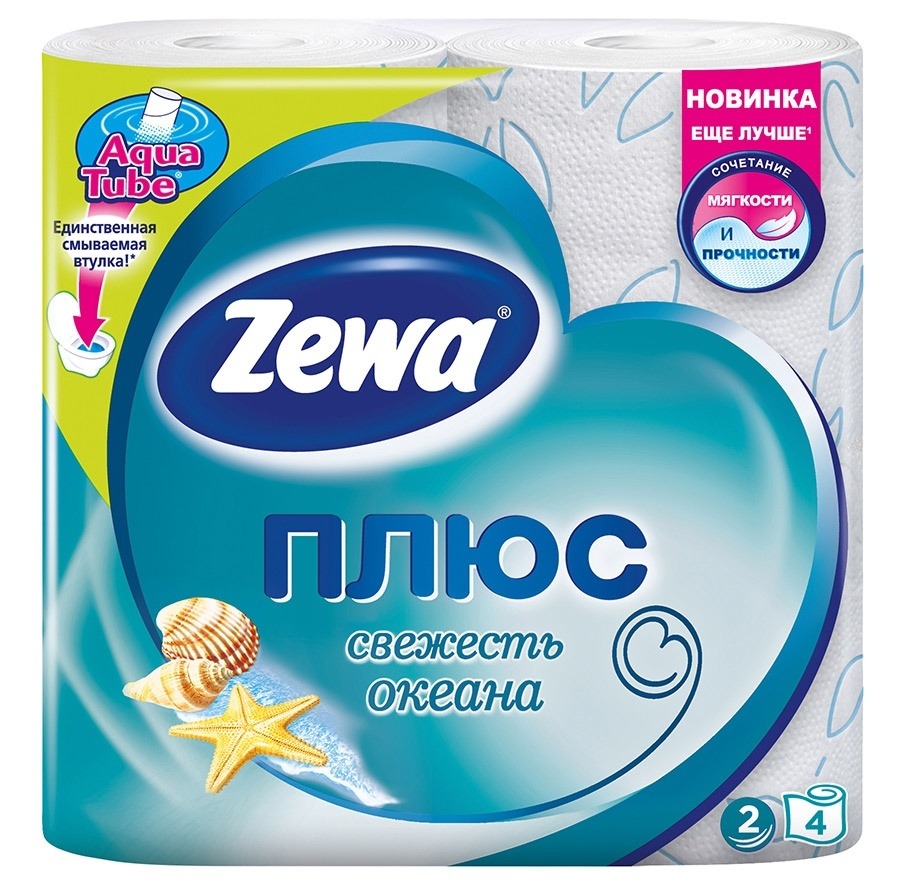 Aqua
Tube®
Единственная
смываемая
втулка!*
НОВИНКА
ЕЩЕ ЛУЧШЕ¹
СОЧЕТАНИЕ
МЯГКОСТИ
И
ПРОЧНОСТИ
Zewa®
ПЛЮС
свежесть
океана
2
4